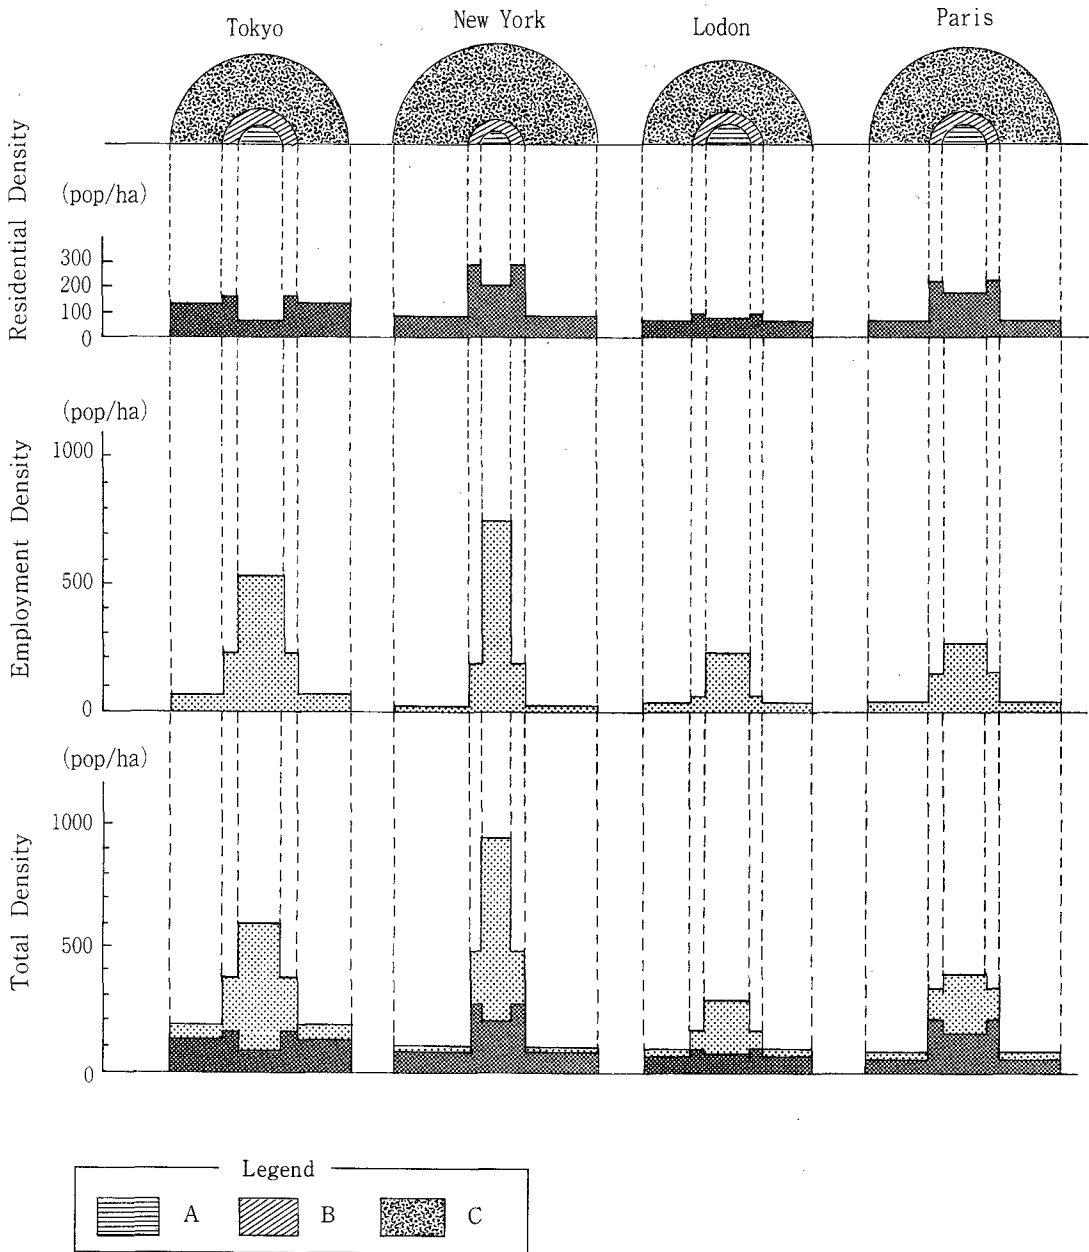 Tokyo New York Lodon Paris
Residential Density
(pop/ha)
300
200
100
0
Employment Density
(pop/ha)
1000
500
0
Total Density
(pop/ha)
1000
500
0
Legend
A B C